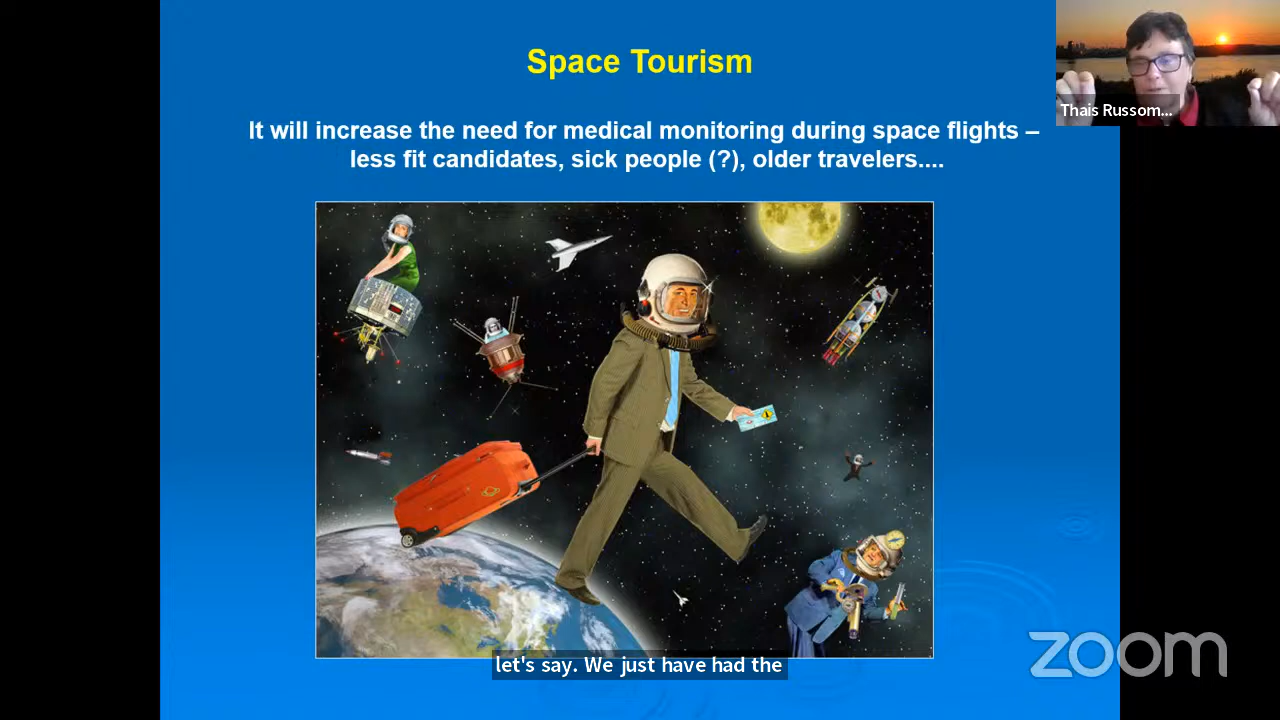 Space Tourism
It will increase the need for medical monitoring during space flights –
less fit candidates, sick people (?), older travelers....
Thais Russom...
let's say. We just have had the
zoom